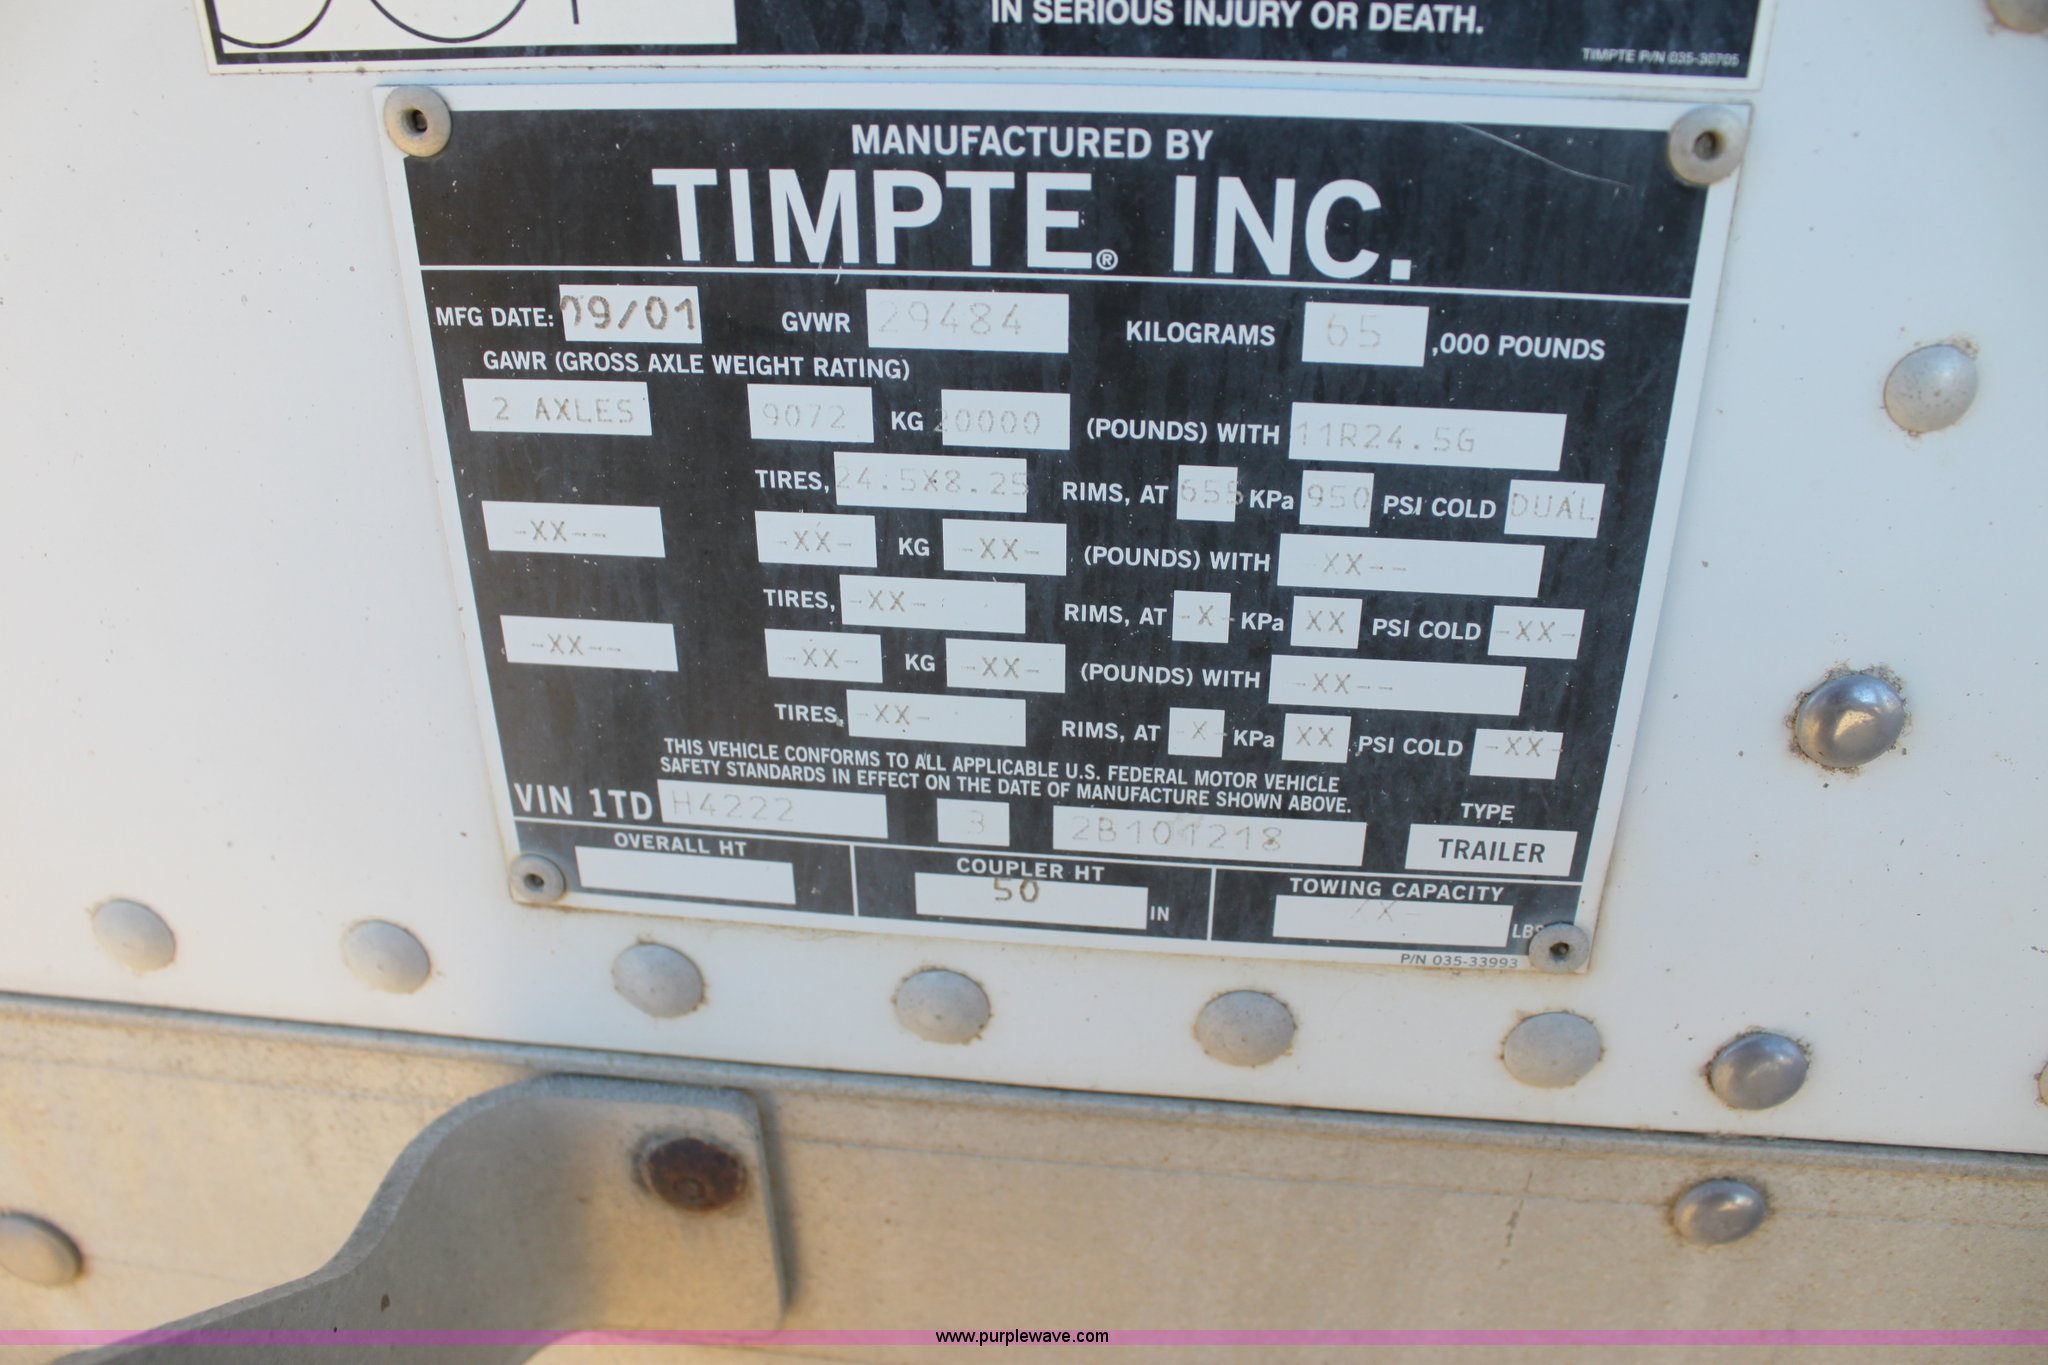 IN SERIOUS INJURY OR DEATH.
TIMPTE P/N 035-30705
MANUFACTURED BY
TIMPTE® INC.
MFG DATE: 09/01 GVWR 29484 KILOGRAMS 65 ,000 POUNDS
GAWR (GROSS AXLE WEIGHT RATING)
2 AXLES 9072 KG 20000 (POUNDS) WITH 11R24.5G
TIRES, 24.5X8.25 RIMS, AT 655 KPa 950 PSI COLD DUAL
-XX-- -XX- KG -XX- (POUNDS) WITH XX--
TIRES, -XX- RIMS, AT -X- KPa XX PSI COLD -XX-
-XX-- -XX- KG -XX- (POUNDS) WITH -XX--
TIRES, -XX- RIMS, AT -X- KPa XX PSI COLD -XX-
THIS VEHICLE CONFORMS TO ALL APPLICABLE U.S. FEDERAL MOTOR VEHICLE
SAFETY STANDARDS IN EFFECT ON THE DATE OF MANUFACTURE SHOWN ABOVE.
VIN 1TD H4222 3 2B101218 TYPE
TRAILER
OVERALL HT COUPLER HT TOWING CAPACITY
50 IN X- LBS
P/N 035-33993
www.purplewave.com